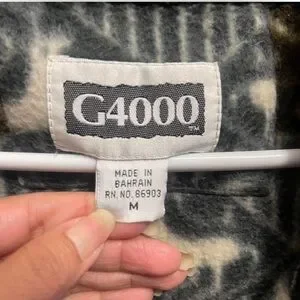 G4000
TM
MADE IN
BAHRAIN
RN. NO. 86903
M